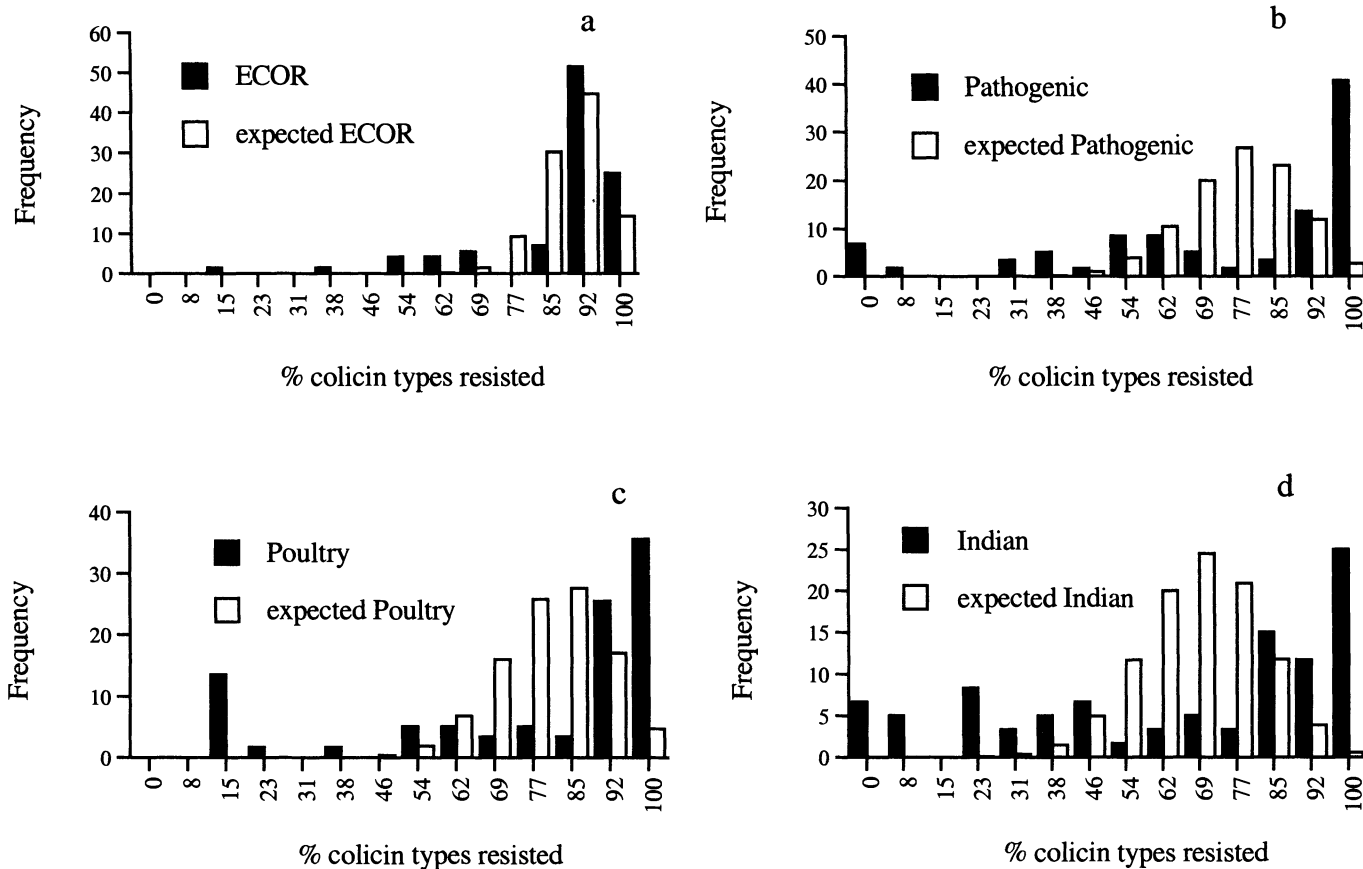 a
60
50
40
30
20
10
0
Frequency
ECOR
expected ECOR
0 8 15 23 31 38 46 54 62 69 77 85 92 100
% colicin types resisted
b
50
40
30
20
10
0
Frequency
Pathogenic
expected Pathogenic
0 8 15 23 31 38 46 54 62 69 77 85 92 100
% colicin types resisted
c
40
30
20
10
0
Frequency
Poultry
expected Poultry
0 8 15 23 31 38 46 54 62 69 77 85 92 100
% colicin types resisted
d
30
25
20
15
10
5
0
Frequency
Indian
expected Indian
0 8 15 23 31 38 46 54 62 69 77 85 92 100
% colicin types resisted